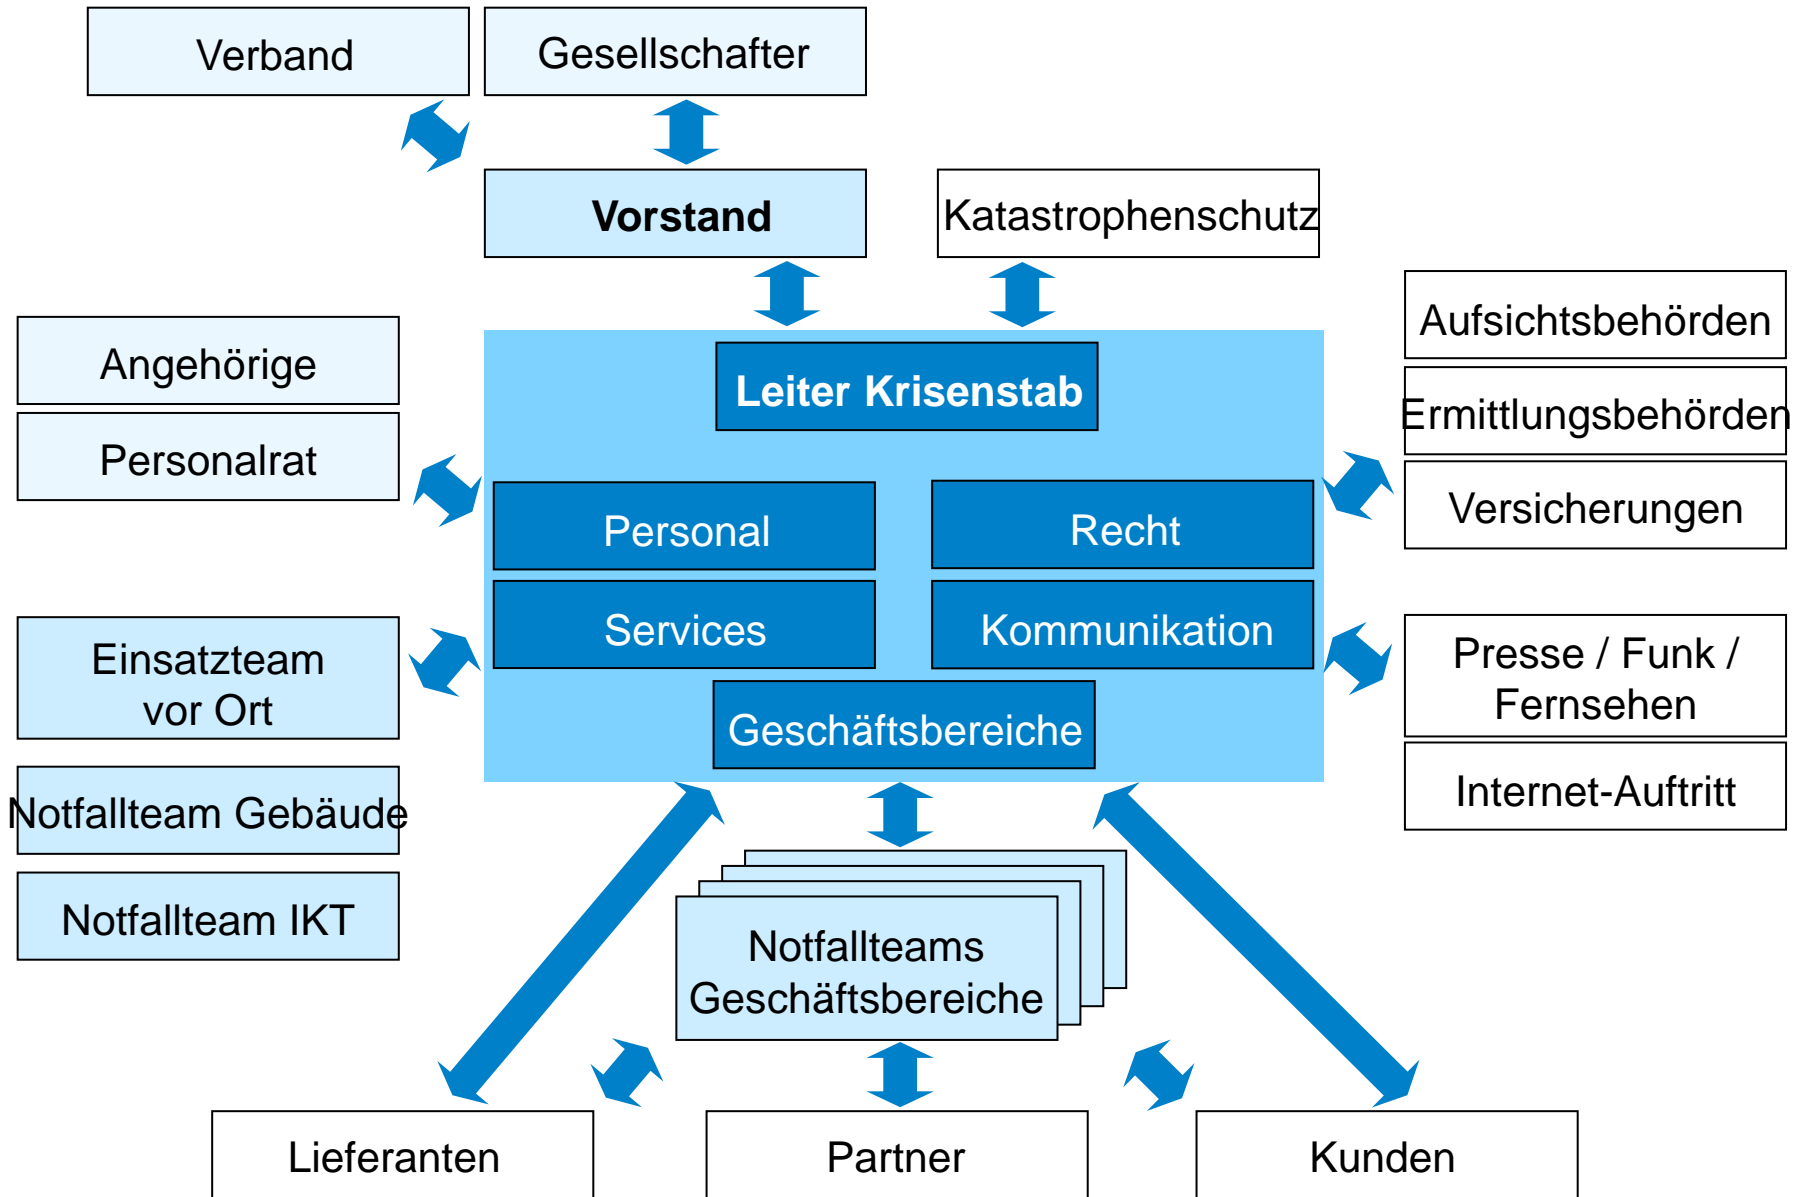 Verband
Gesellschafter
Vorstand
Katastrophenschutz
Angehörige
Personalrat
Leiter Krisenstab
Aufsichtsbehörden
Ermittlungsbehörden
Versicherungen
Personal
Recht
Services
Kommunikation
Geschäftsbereiche
Einsatzteam
vor Ort
Notfallteam Gebäude
Notfallteam IKT
Presse / Funk /
Fernsehen
Internet-Auftritt
Notfallteams
Geschäftsbereiche
Lieferanten
Partner
Kunden